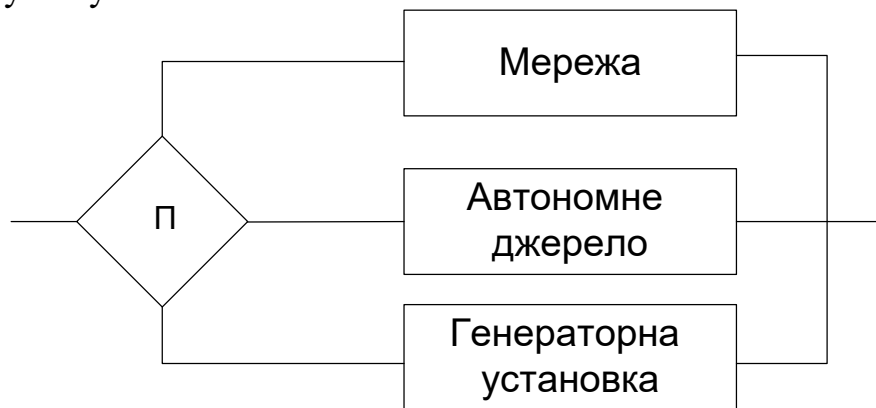 Мережа
П
Автономне
джерело
Генераторна
установка